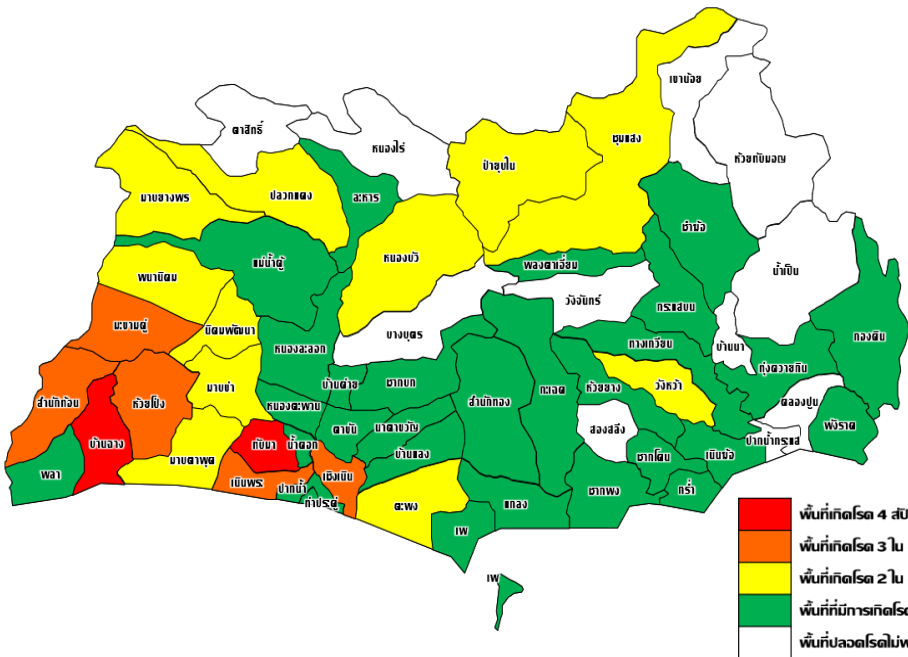 เขาน้อย
ตาสิทธิ์
ชุมแสง
หนองไร่
ห้วยทับมอญ
ป่ายุบใน
มาบยางพร
ปลวกแดง
ละหาร
ชำฆ้อ
แม่น้ำคู้
หนองบัว
พลงตาเอี่ยม
น้ำเป็น
พนานิคม
วังจันทร์
กระแสบน
มะขามคู่
นิคมพัฒนา
บางบุตร
กองดิน
หนองละลอก
ทางเกวียน
บ้านนา
ทุ่งควายกิน
บ้านค่าย
ชากบก
มาบข่า
กะเฉด
ห้วยยาง
วังหว้า
สำนักท้อน
ห้วยโป่ง
สำนักทอง
คลองปูน
หนองตะพาน
บ้านฉาง
ตาขัน
นาตาขวัญ
สองสลึง
พังราด
ทับมา
น้ำคอก
ปากน้ำกระแส
บ้านแลง
ชากโดน
เนินฆ้อ
มาบตาพุด
เชิงเนิน
พลา
เนินพระ
ปากน้ำ
ชากพง
กร่ำ
ท่าประดู่
ตะพง
แกลง
เพ
เพ
พื้นที่เกิดโรค 4 สัป
พื้นที่เกิดโรค 3 ใน
พื้นที่เกิดโรค 2 ใน
พื้นที่ที่มีการเกิดโรค
พื้นที่ปลอดโรคไม่พ